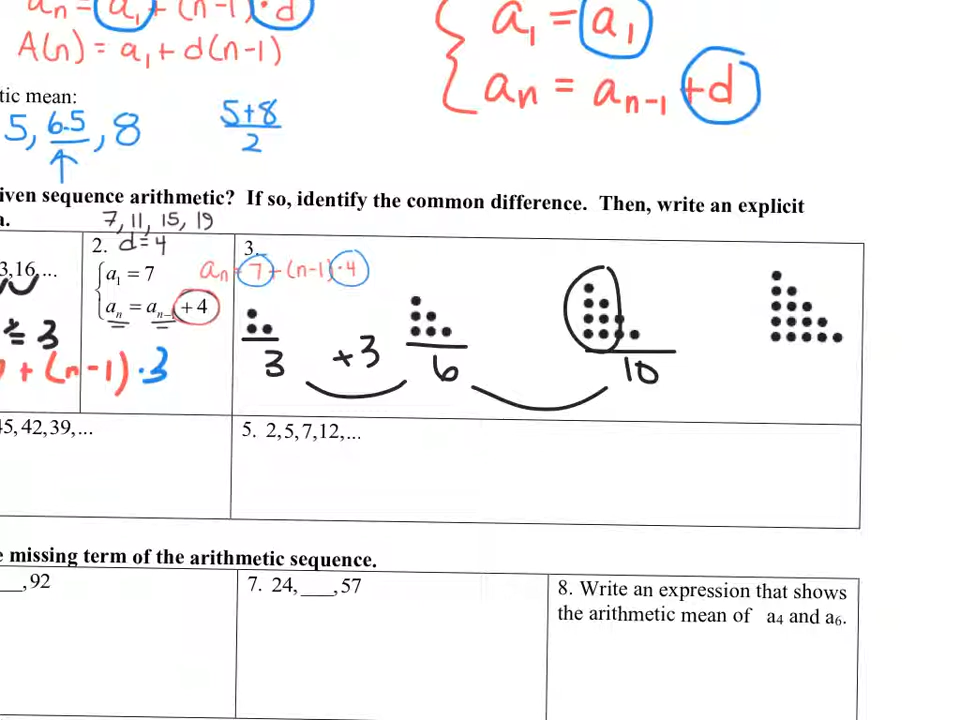 an = a1 + (n-1) · d
A(n) = a1 + d(n-1)
a1 = a1
an = an-1 + d
tic mean:
5, 6.5, 8
5+8
2
iven sequence arithmetic? If so, identify the common difference. Then, write an explicit
a.
7, 11, 15, 19
3,16,...
= 3
+ (n-1) · 3
2. d = 4
a1 = 7
an = an-1 + 4
3.
an = 7 + (n-1) · 4
3
+3
6
10
45, 42, 39,...
5. 2, 5, 7, 12,...
e missing term of the arithmetic sequence.
___, 92
7. 24, ___, 57
8. Write an expression that shows
the arithmetic mean of a4 and a6.